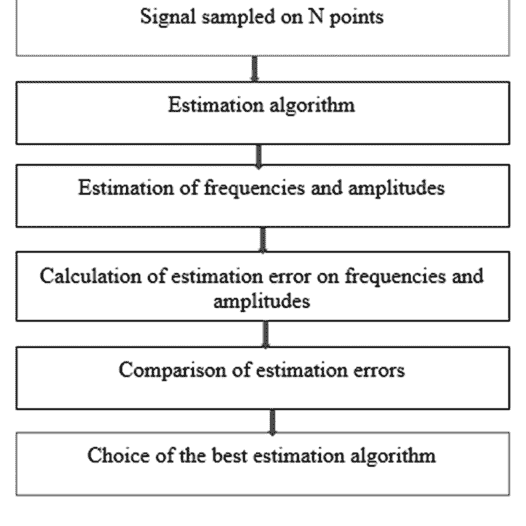 Signal sampled on N points
Estimation algorithm
Estimation of frequencies and amplitudes
Calculation of estimation error on frequencies and
amplitudes
Comparison of estimation errors
Choice of the best estimation algorithm